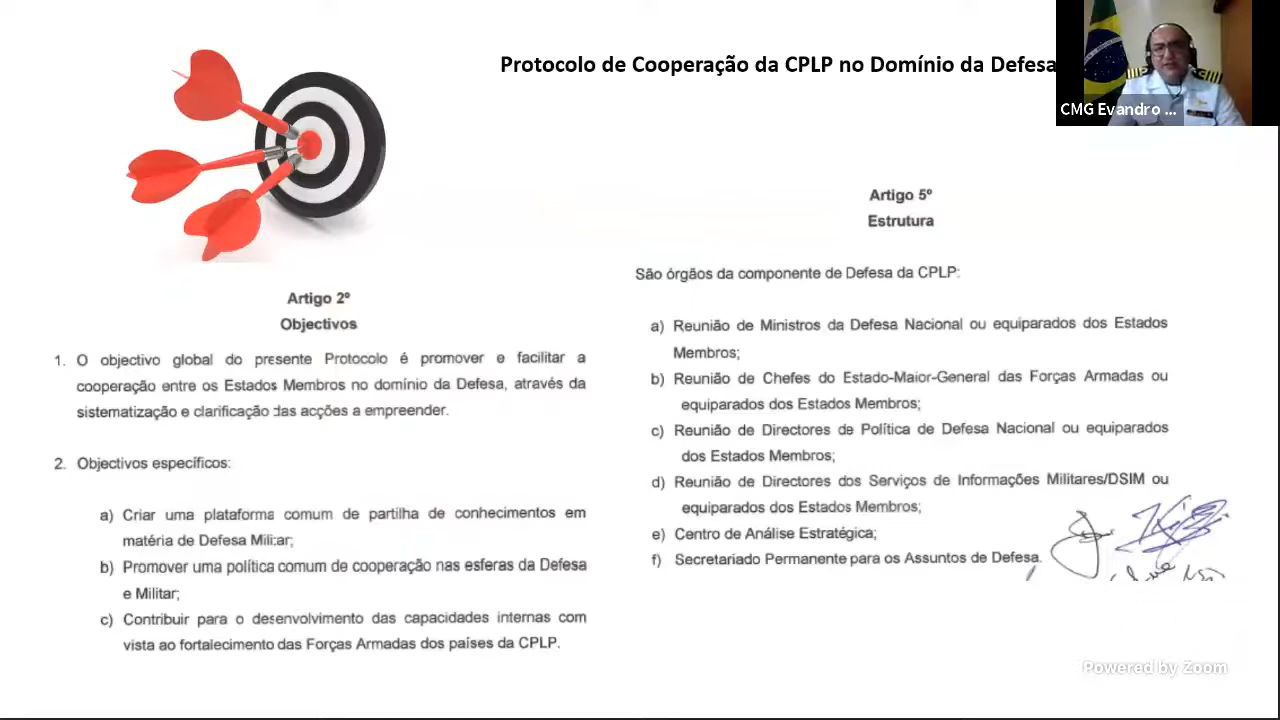 Protocolo de Cooperação da CPLP no Domínio da Defesa
CMG Evandro ...
Artigo 2º
Objectivos
1. O objectivo global do presente Protocolo é promover e facilitar a
cooperação entre os Estados Membros no domínio da Defesa, através da
sistematização e clarificação das acções a empreender.
2. Objectivos específicos:
a) Criar uma plataforma comum de partilha de conhecimentos em
matéria de Defesa Militar;
b) Promover uma política comum de cooperação nas esferas da Defesa
e Militar;
c) Contribuir para o desenvolvimento das capacidades internas com
vista ao fortalecimento das Forças Armadas dos países da CPLP.
Artigo 5º
Estrutura
São órgãos da componente de Defesa da CPLP:
a) Reunião de Ministros da Defesa Nacional ou equiparados dos Estados
Membros;
b) Reunião de Chefes do Estado-Maior-General das Forças Armadas ou
equiparados dos Estados Membros;
c) Reunião de Directores de Política de Defesa Nacional ou equiparados
dos Estados Membros;
d) Reunião de Directores dos Serviços de Informações Militares/DSIM ou
equiparados dos Estados Membros;
e) Centro de Análise Estratégica;
f) Secretariado Permanente para os Assuntos de Defesa.
Powered by Zoom